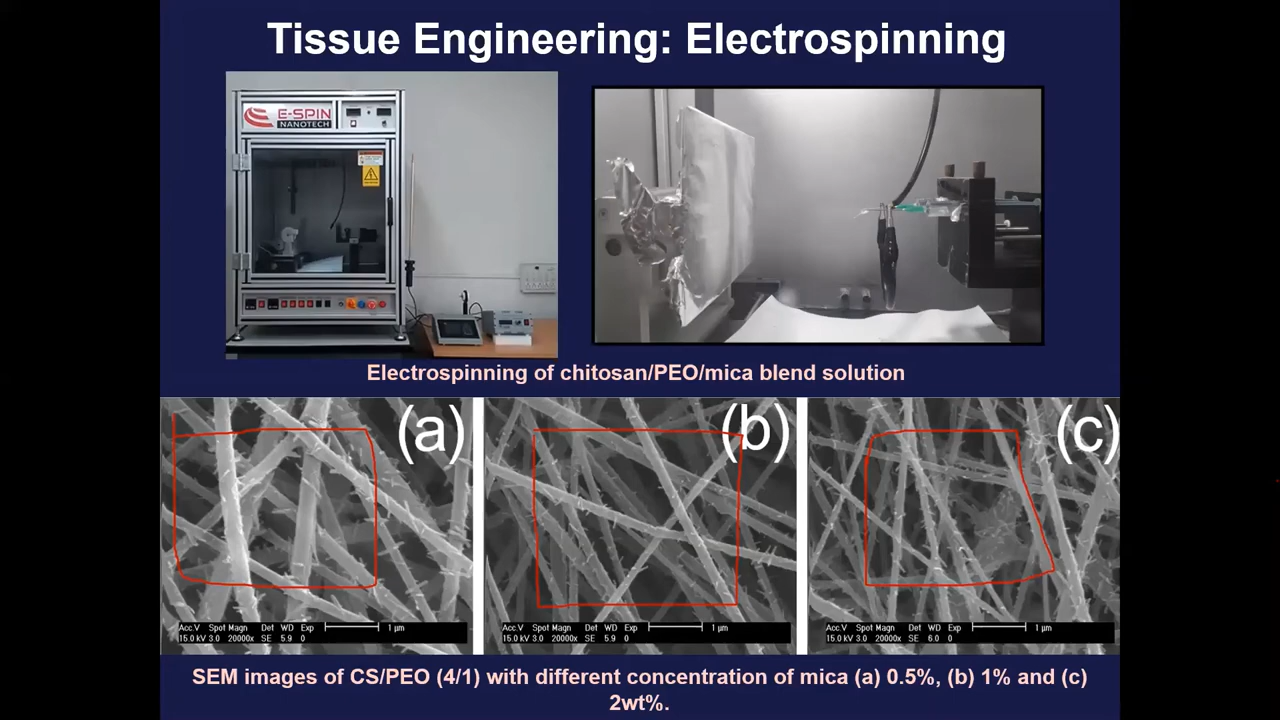 Tissue Engineering: Electrospinning
E-SPIN
NANOTECH
Electrospinning of chitosan/PEO/mica blend solution
(a)
(b)
(c)
Acc.V Spot Magn Det WD Exp 1 µm
15.0 kV 3.0 20000x SE 5.9 0
Acc.V Spot Magn Det WD Exp 1 µm
15.0 kV 3.0 20000x SE 5.9 0
Acc.V Spot Magn Det WD Exp 1 µm
15.0 kV 3.0 20000x SE 6.0 0
SEM images of CS/PEO (4/1) with different concentration of mica (a) 0.5%, (b) 1% and (c)
2wt%.